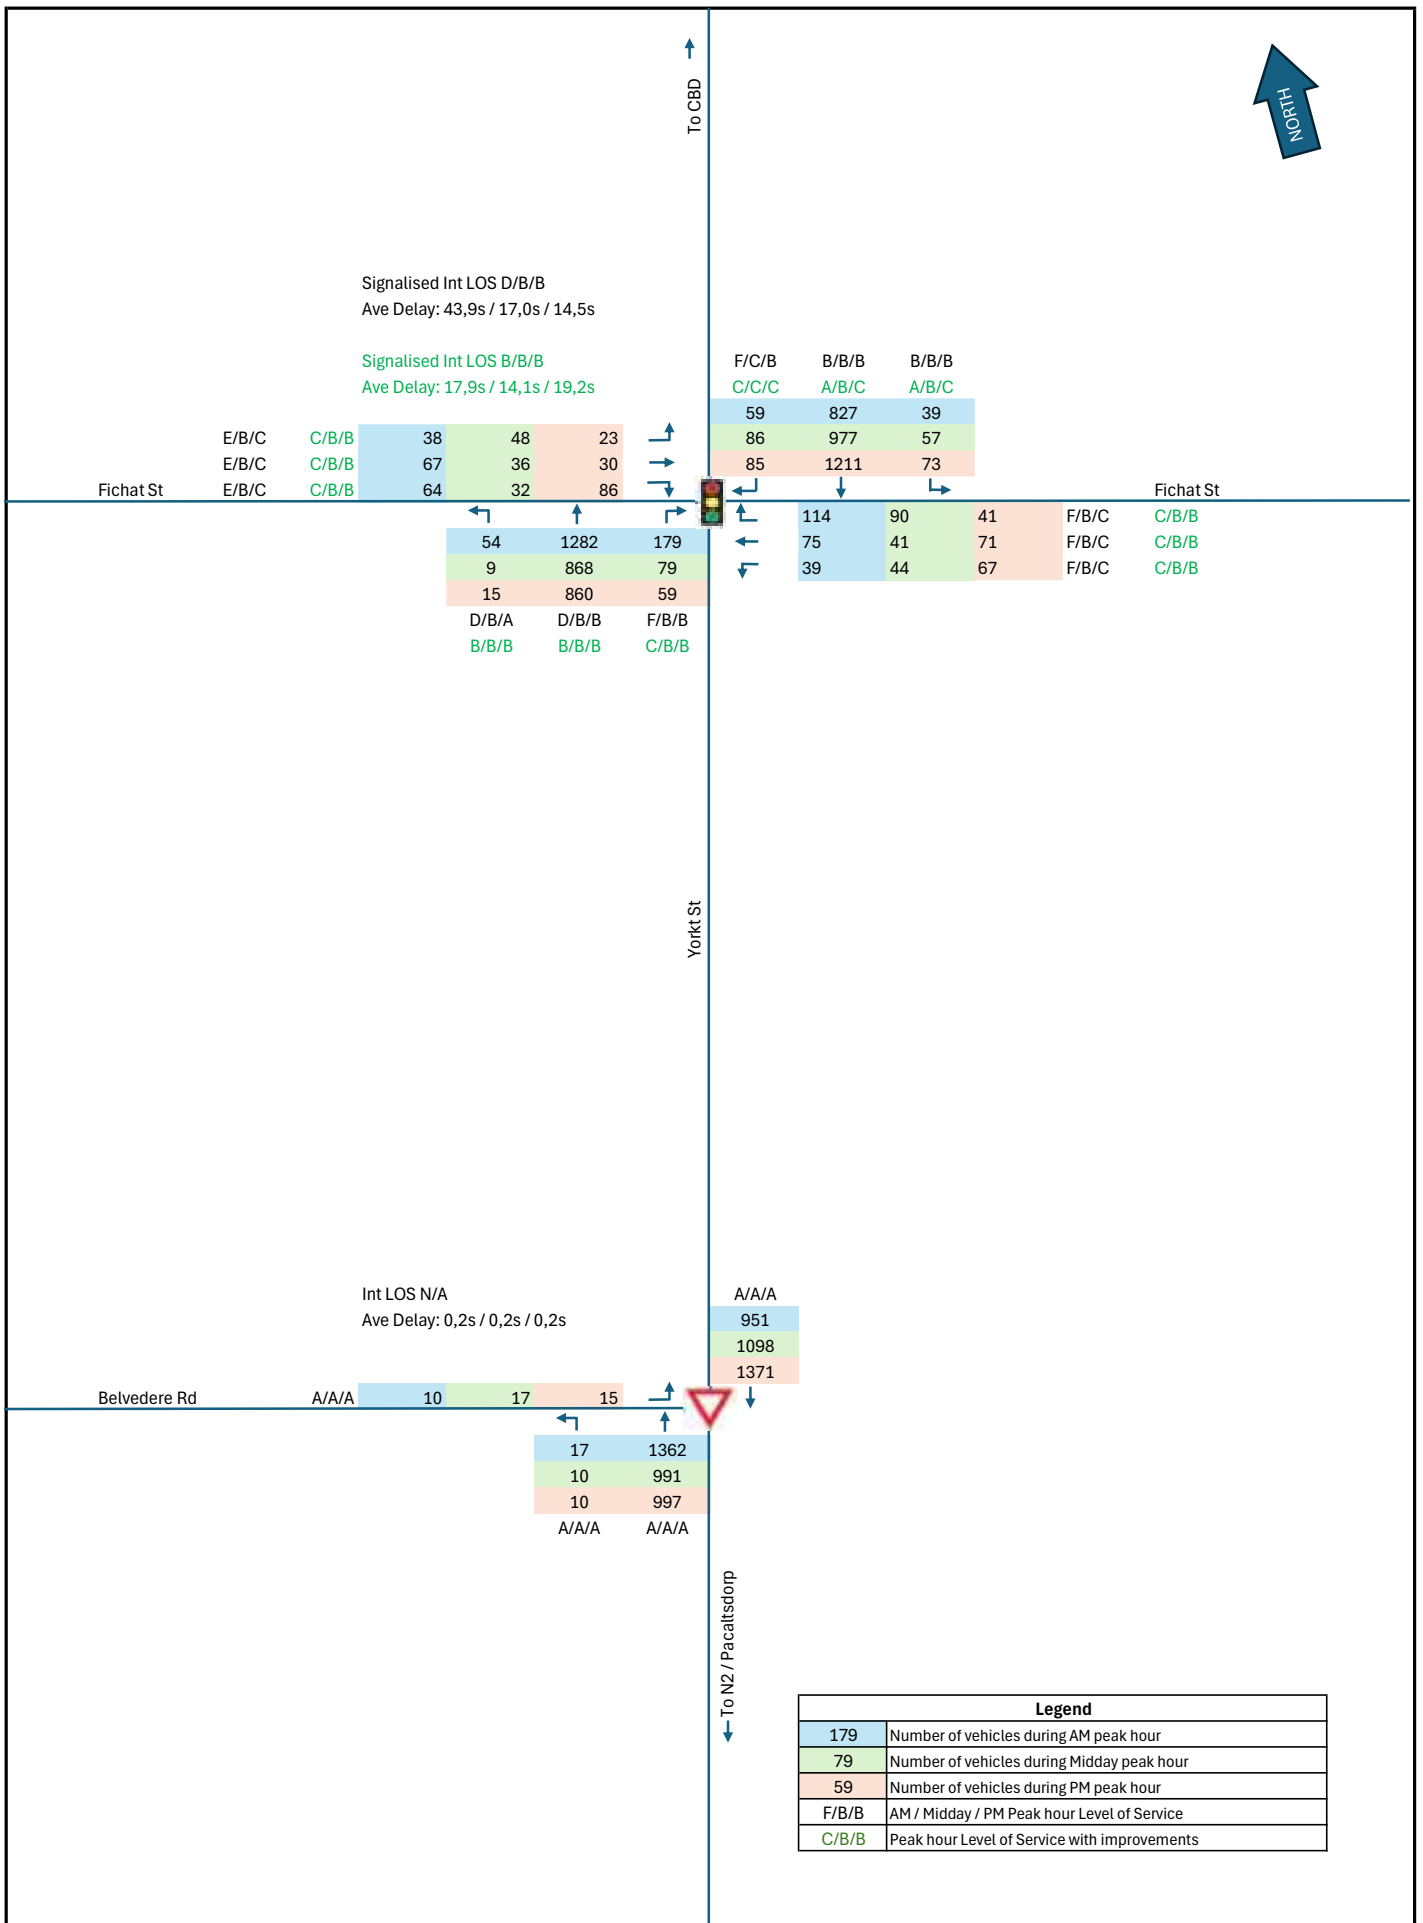 To CBD
NORTH
Signalised Int LOS D/B/B
Ave Delay: 43,9s / 17,0s / 14,5s
Signalised Int LOS B/B/B
Ave Delay: 17,9s / 14,1s / 19,2s
F/C/B B/B/B B/B/B
C/C/C A/B/C A/B/C
59 827 39
86 977 57
85 1211 73
E/B/C C/B/B 38 48 23
E/B/C C/B/B 67 36 30
Fichat St E/B/C C/B/B 64 32 86
Fichat St
114 90 41 F/B/C C/B/B
75 41 71 F/B/C C/B/B
39 44 67 F/B/C C/B/B
54 1282 179
9 868 79
15 860 59
D/B/A D/B/B F/B/B
B/B/B B/B/B C/B/B
Yorkt St
Int LOS N/A
Ave Delay: 0,2s / 0,2s / 0,2s
A/A/A
951
1098
1371
Belvedere Rd A/A/A 10 17 15
17 1362
10 991
10 997
A/A/A A/A/A
To N2 / Pacaltsdorp
Legend
179 Number of vehicles during AM peak hour
79 Number of vehicles during Midday peak hour
59 Number of vehicles during PM peak hour
F/B/B AM / Midday / PM Peak hour Level of Service
C/B/B Peak hour Level of Service with improvements